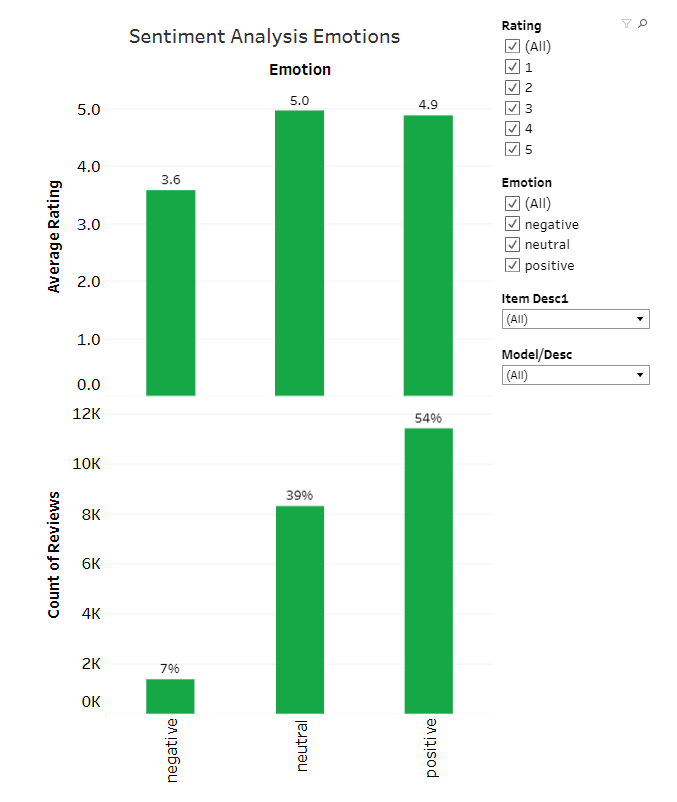 Sentiment Analysis Emotions
Emotion
5.0
4.0
3.0
2.0
1.0
0.0
Average Rating
3.6
5.0
4.9
12K
10K
8K
6K
4K
2K
0K
Count of Reviews
7%
39%
54%
negative
neutral
positive
Rating
(All)
1
2
3
4
5
Emotion
(All)
negative
neutral
positive
Item Desc1
(All)
Model/Desc
(All)